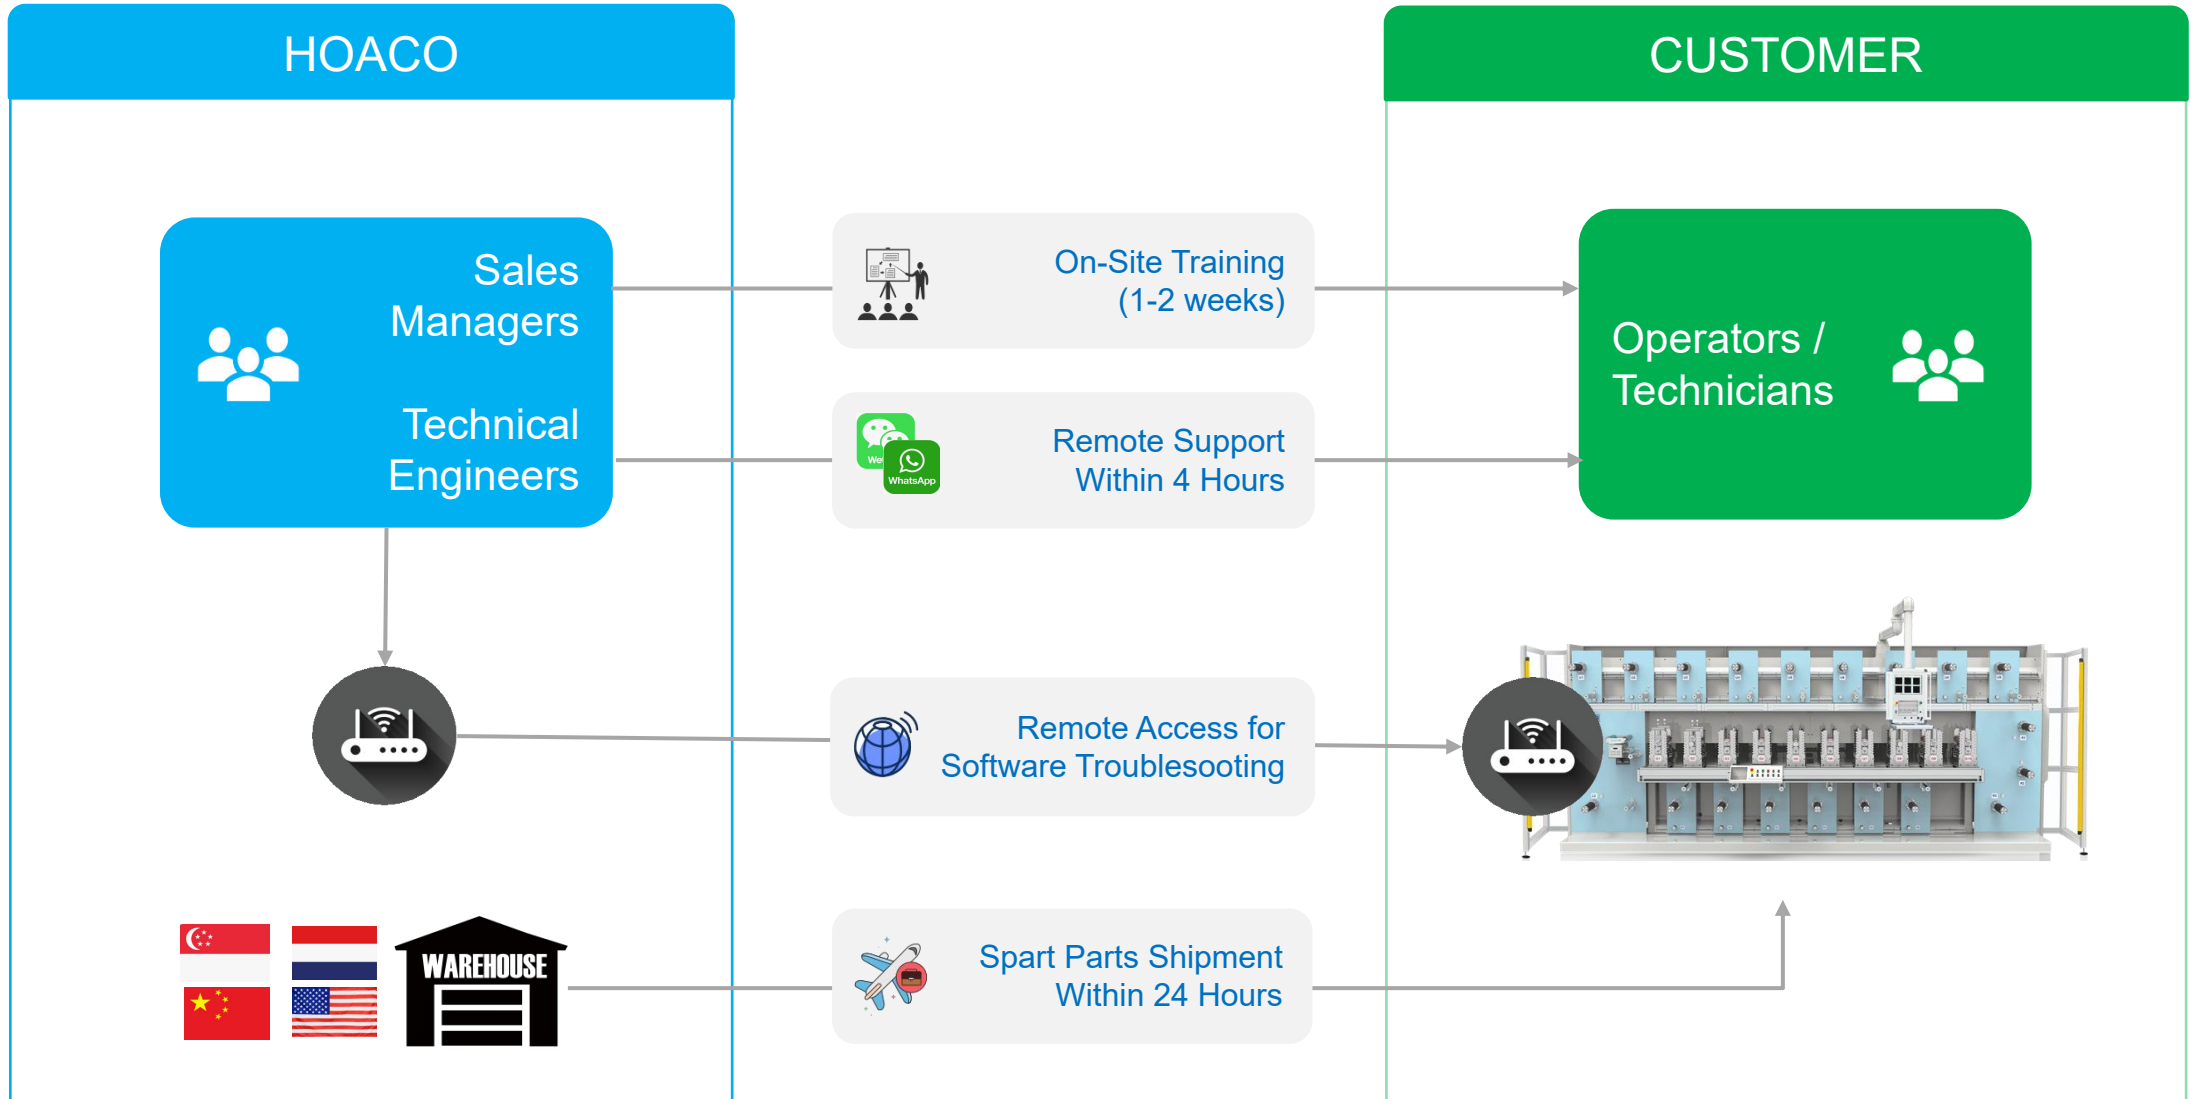 HOACO
CUSTOMER
Sales
Managers
Technical
Engineers
On-Site Training
(1-2 weeks)
Operators /
Technicians
WhatsApp
Remote Support
Within 4 Hours
Remote Access for
Software Troublesooting
WAREHOUSE
Spart Parts Shipment
Within 24 Hours